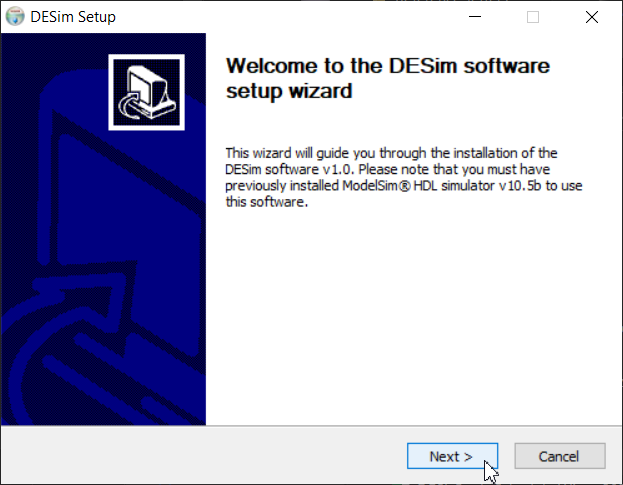 DESim Setup
Welcome to the DESim software
setup wizard
This wizard will guide you through the installation of the
DESim software v1.0. Please note that you must have
previously installed ModelSim® HDL simulator v10.5b to use
this software.
Next >
Cancel